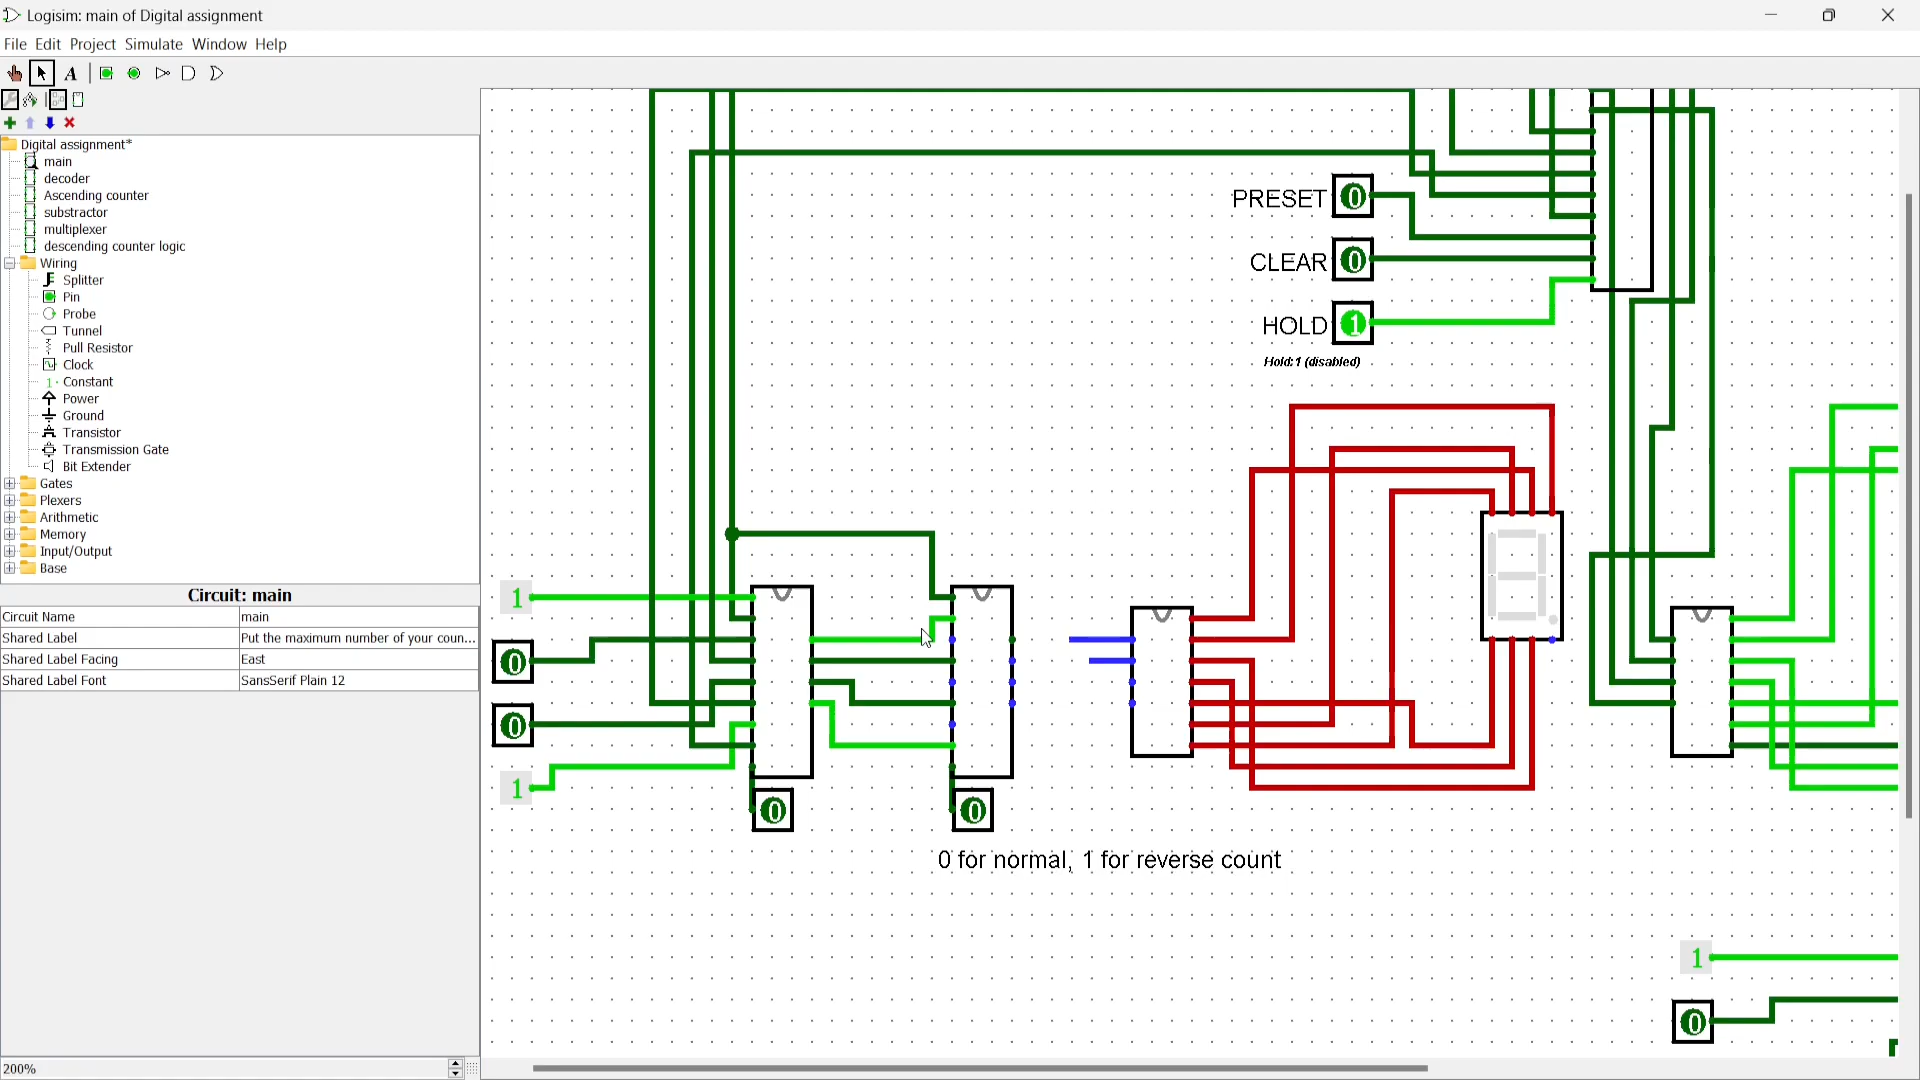 Logisim: main of Digital assignment
File Edit Project Simulate Window Help
A
Digital assignment*
main
decoder
Ascending counter
substractor
multiplexer
descending counter logic
Wiring
Splitter
Pin
Probe
Tunnel
Pull Resistor
Clock
1 Constant
Power
Ground
Transistor
Transmission Gate
Bit Extender
Gates
Plexers
Arithmetic
Memory
Input/Output
Base
Circuit: main
Circuit Name main
Shared Label Put the maximum number of your coun...
Shared Label Facing East
Shared Label Font SansSerif Plain 12
200%
PRESET 0
CLEAR 0
HOLD 1
Hold:1 (disabled)
1
0
0
1
0 0
0 for normal, 1 for reverse count
1
0